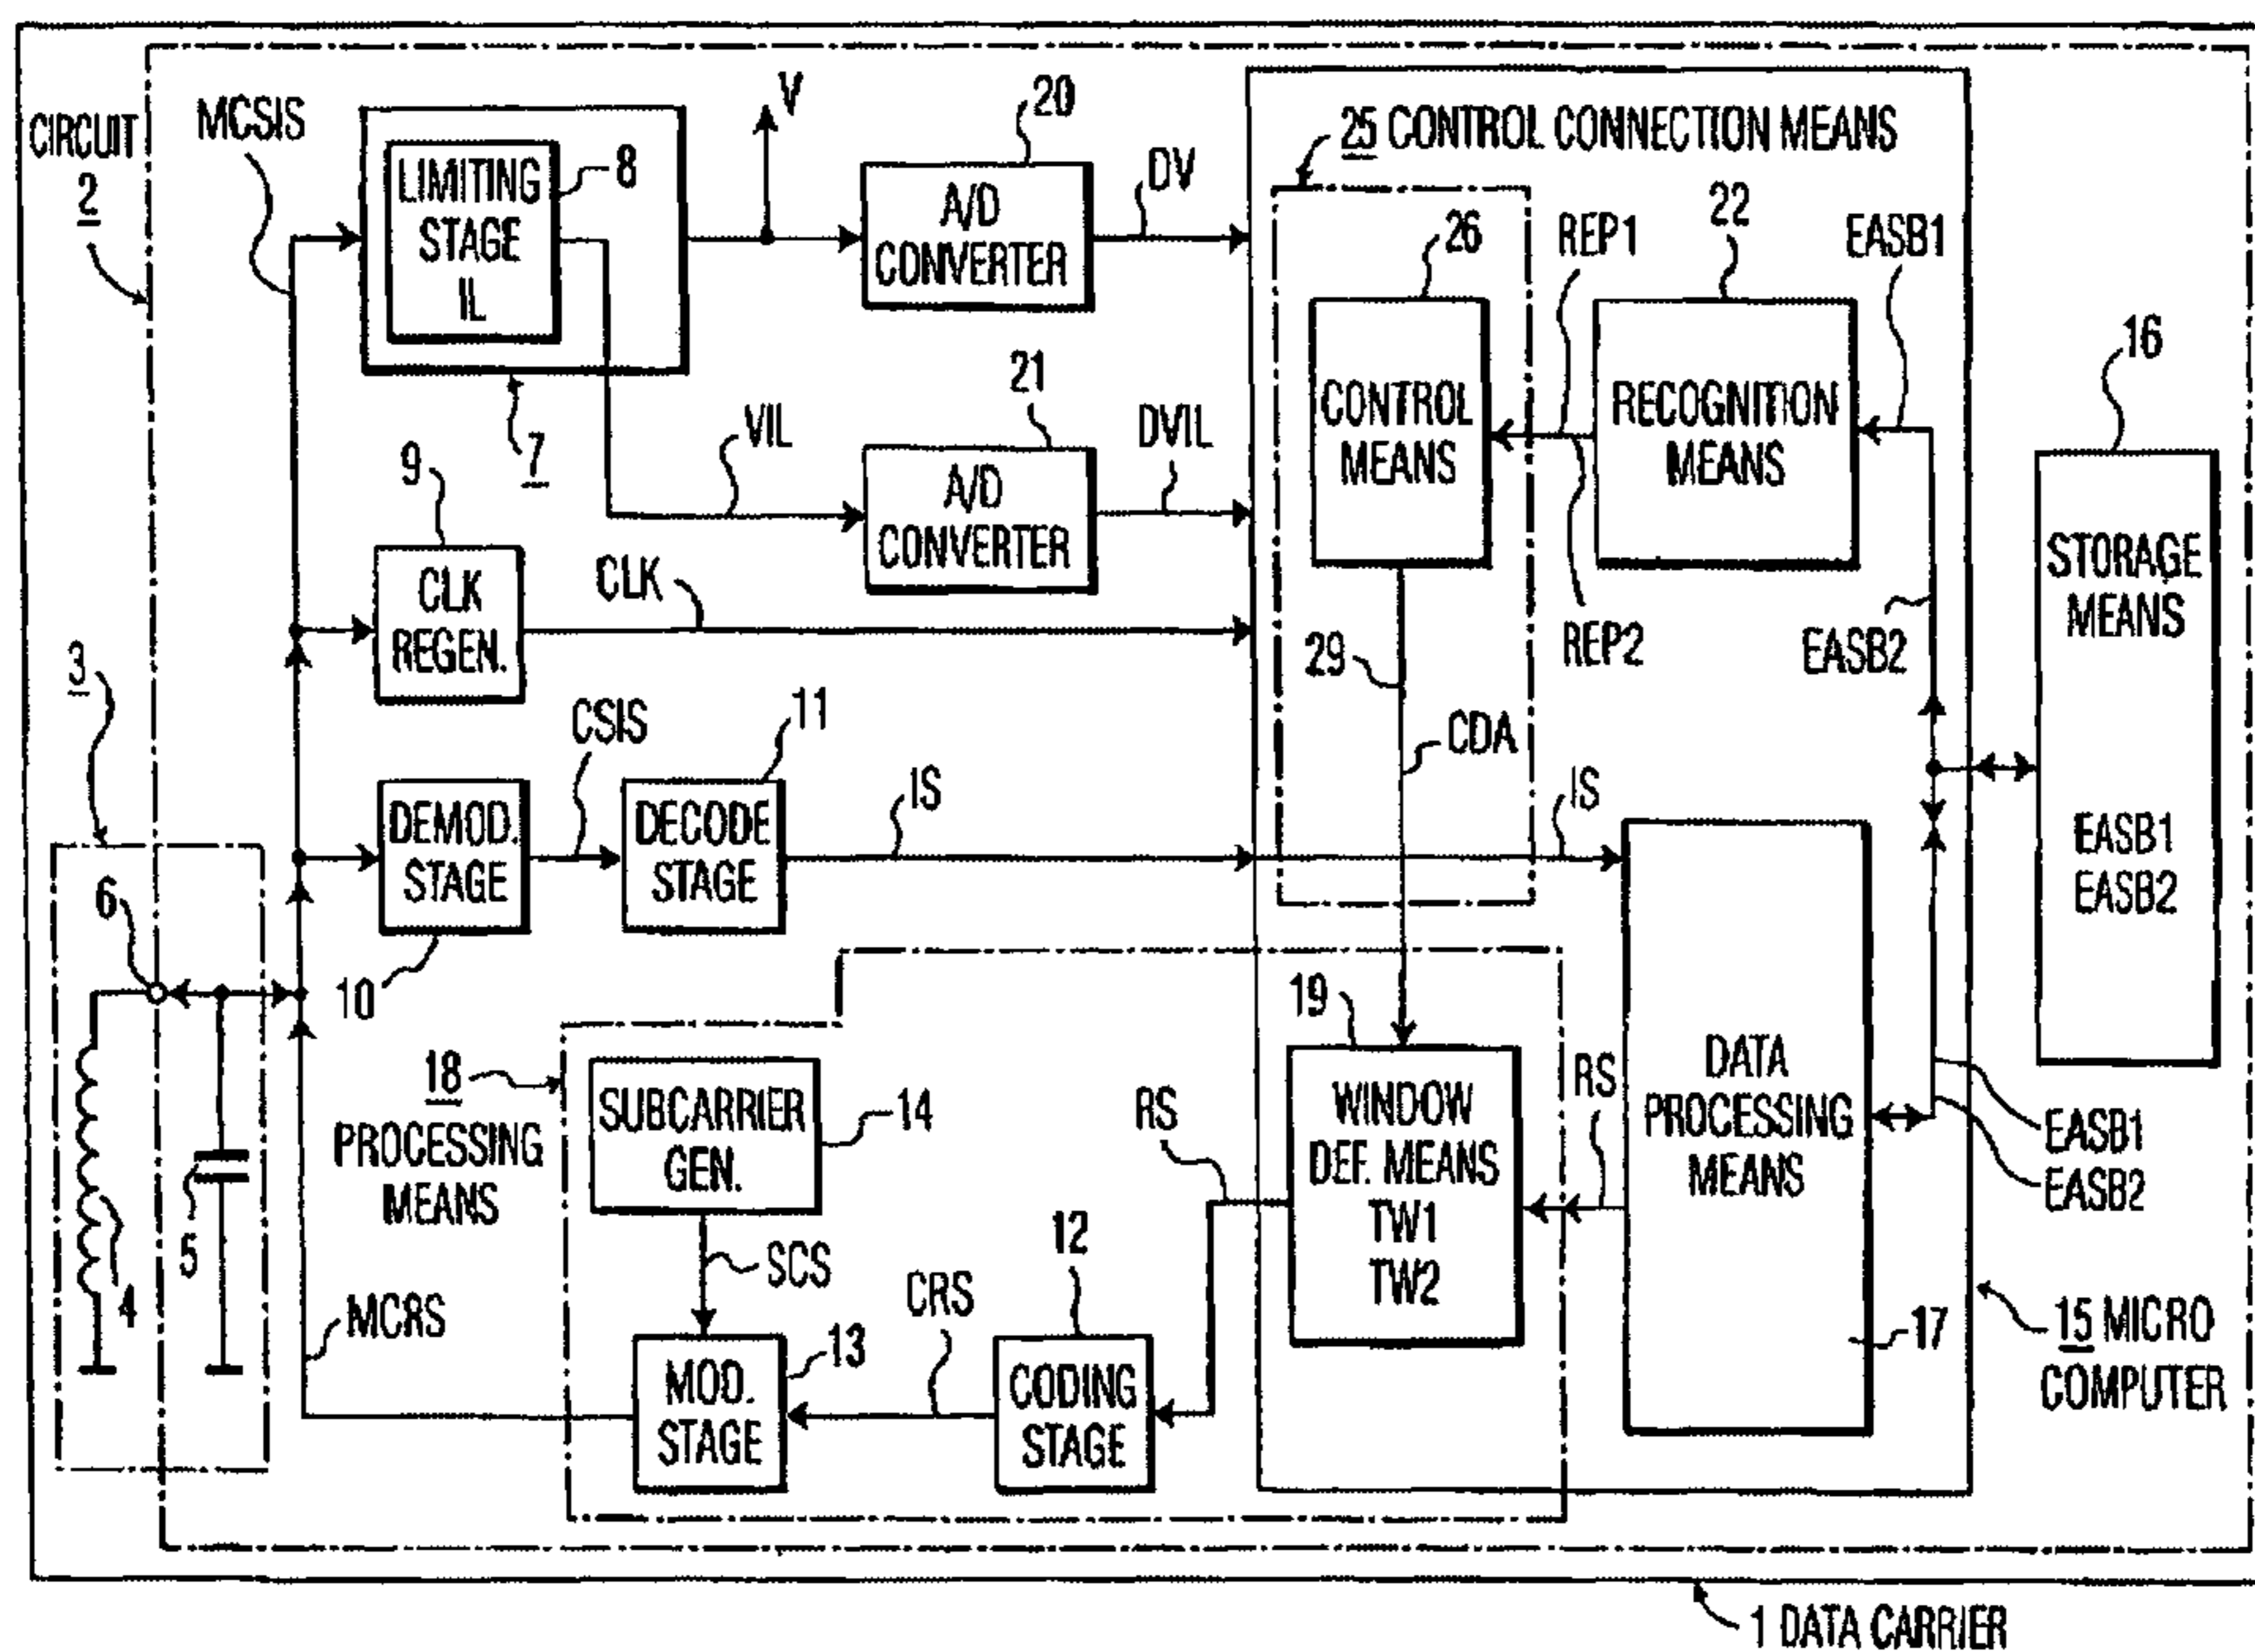 CIRCUIT
2
MCSIS
LIMITING
STAGE
IL
8
7
V
20
A/D
CONVERTER
DV
25 CONTROL CONNECTION MEANS
26
CONTROL
MEANS
REP1
REP2
22
RECOGNITION
MEANS
EASB1
EASB2
16
STORAGE
MEANS
EASB1
EASB2
21
A/D
CONVERTER
VIL
DVIL
9
CLK
REGEN.
CLK
29
CDA
3
CSIS
11
DEMOD.
STAGE
10
DECODE
STAGE
IS
IS
6
4
5
18
PROCESSING
MEANS
SUBCARRIER
GEN.
14
SCS
MCRS
MOD.
STAGE
13
CRS
12
CODING
STAGE
RS
19
WINDOW
DEF. MEANS
TW1
TW2
RS
DATA
PROCESSING
MEANS
17
EASB1
EASB2
15 MICRO
COMPUTER
1 DATA CARRIER